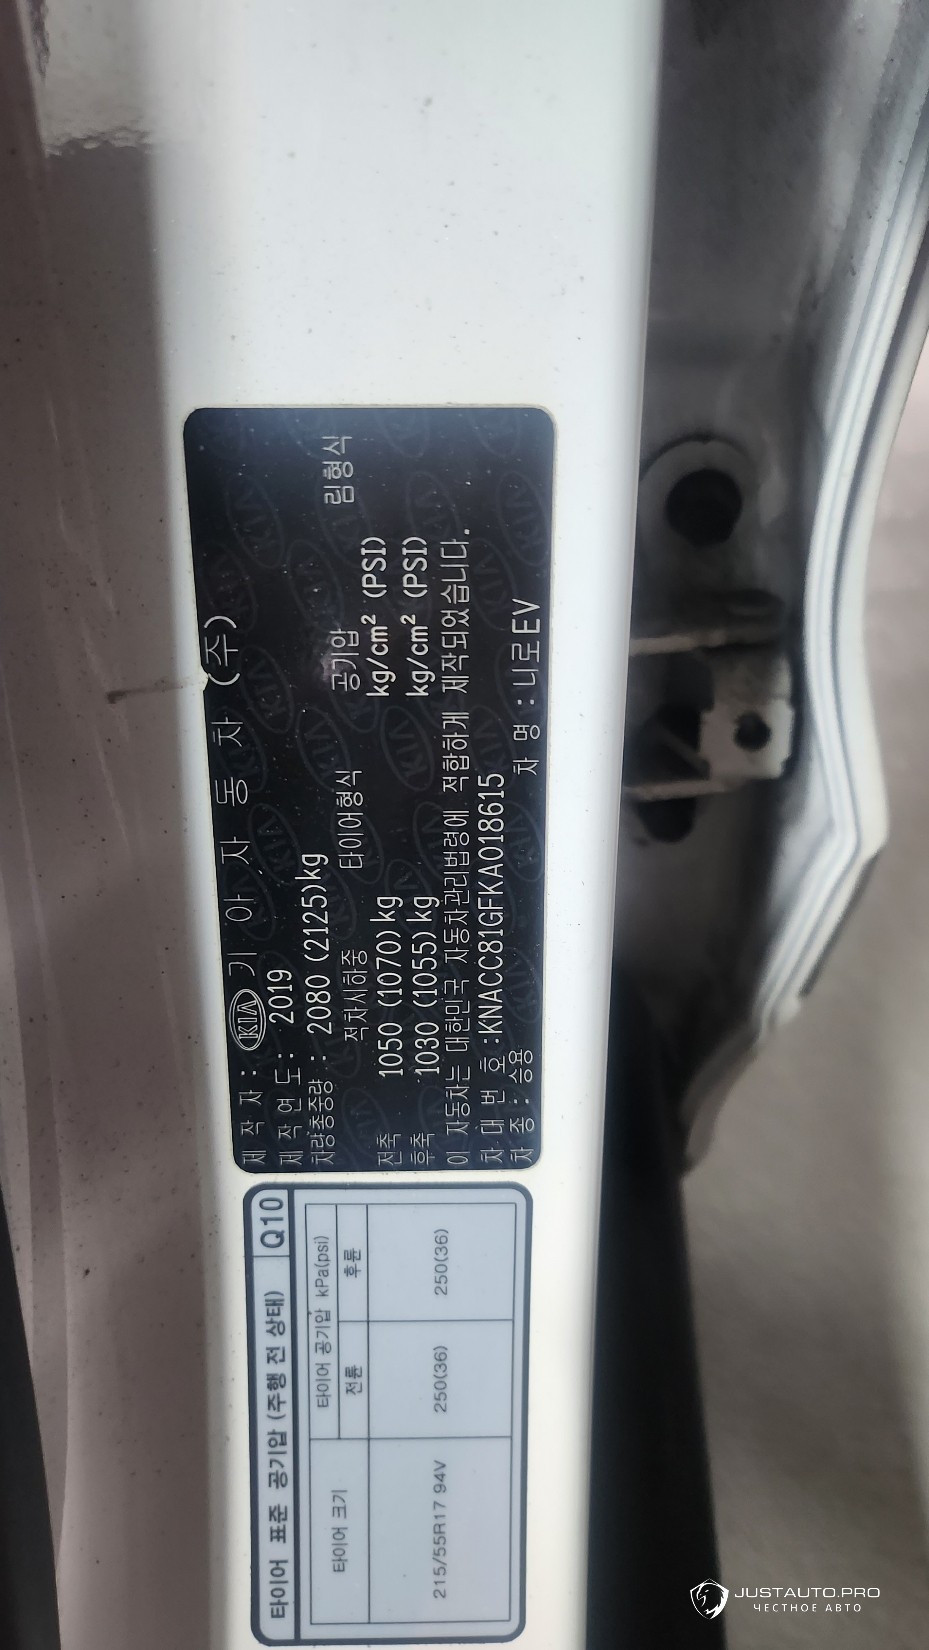 제 작 자 : KIA 기 아 자 동 차 (주)
제 작 연 도 : 2019
차량총중량 : 2080 (2125)kg
적차시하중 타이어형식 공기압 림형식
전축 1050 (1070)kg kg/cm² (PSI)
후축 1030 (1055)kg kg/cm² (PSI)
이 자동차는 대한민국 자동차관리법령에 적합하게 제작되었습니다.
차 대 번 호 :KNACC81GFKA018615
차 종 : 승용 차 명 : 니로EV
타이어 표준 공기압 (주행 전 상태) Q10
타이어 크기 타이어 공기압 kPa(psi)
전륜 후륜
215/55R17 94V 250(36) 250(36)
JUSTAUTO.PRO
ЧЕСТНОЕ АВТО